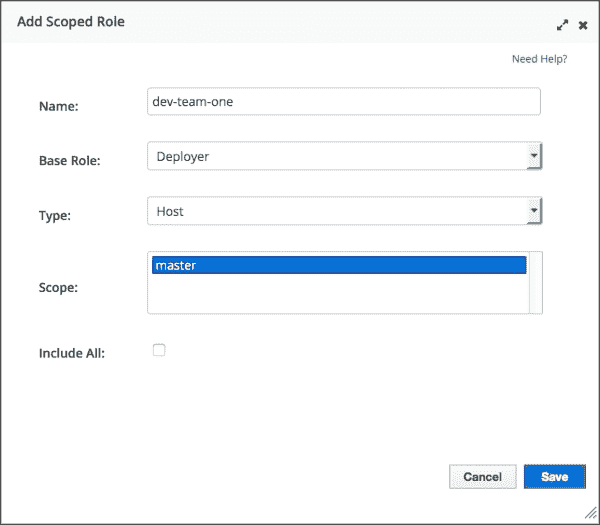 Add Scoped Role
Need Help?
Name: dev-team-one
Base Role: Deployer
Type: Host
Scope: master
Include All:
Cancel Save